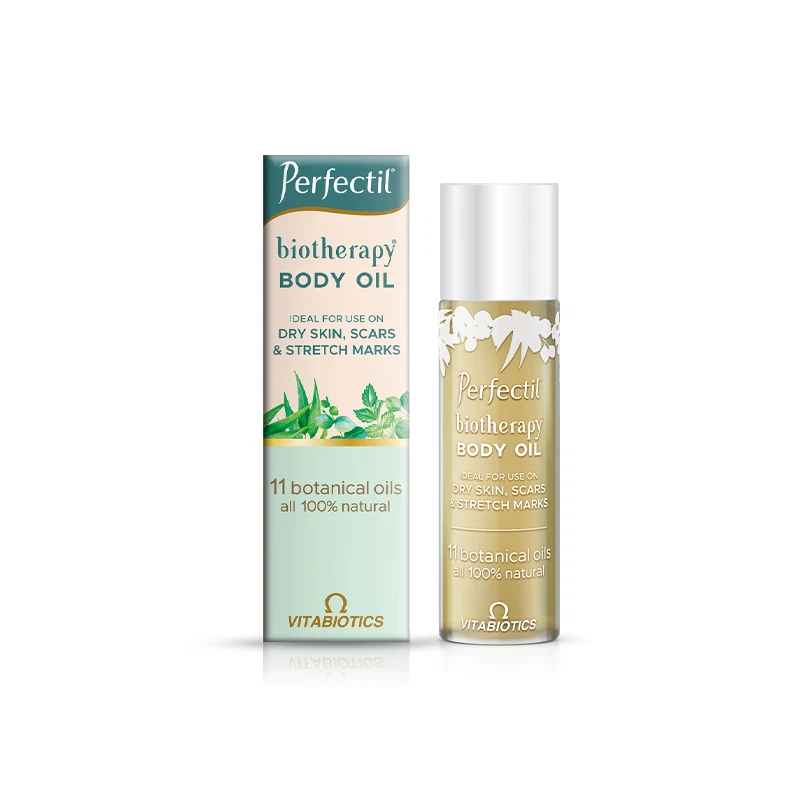 Perfectil®
biotherapy®
BODY OIL
IDEAL FOR USE ON
DRY SKIN, SCARS
& STRETCH MARKS
11 botanical oils
all 100% natural
VITABIOTICS
Perfectil®
biotherapy®
BODY OIL
IDEAL FOR USE ON
DRY SKIN, SCARS
& STRETCH MARKS
11 botanical oils
all 100% natural
VITABIOTICS